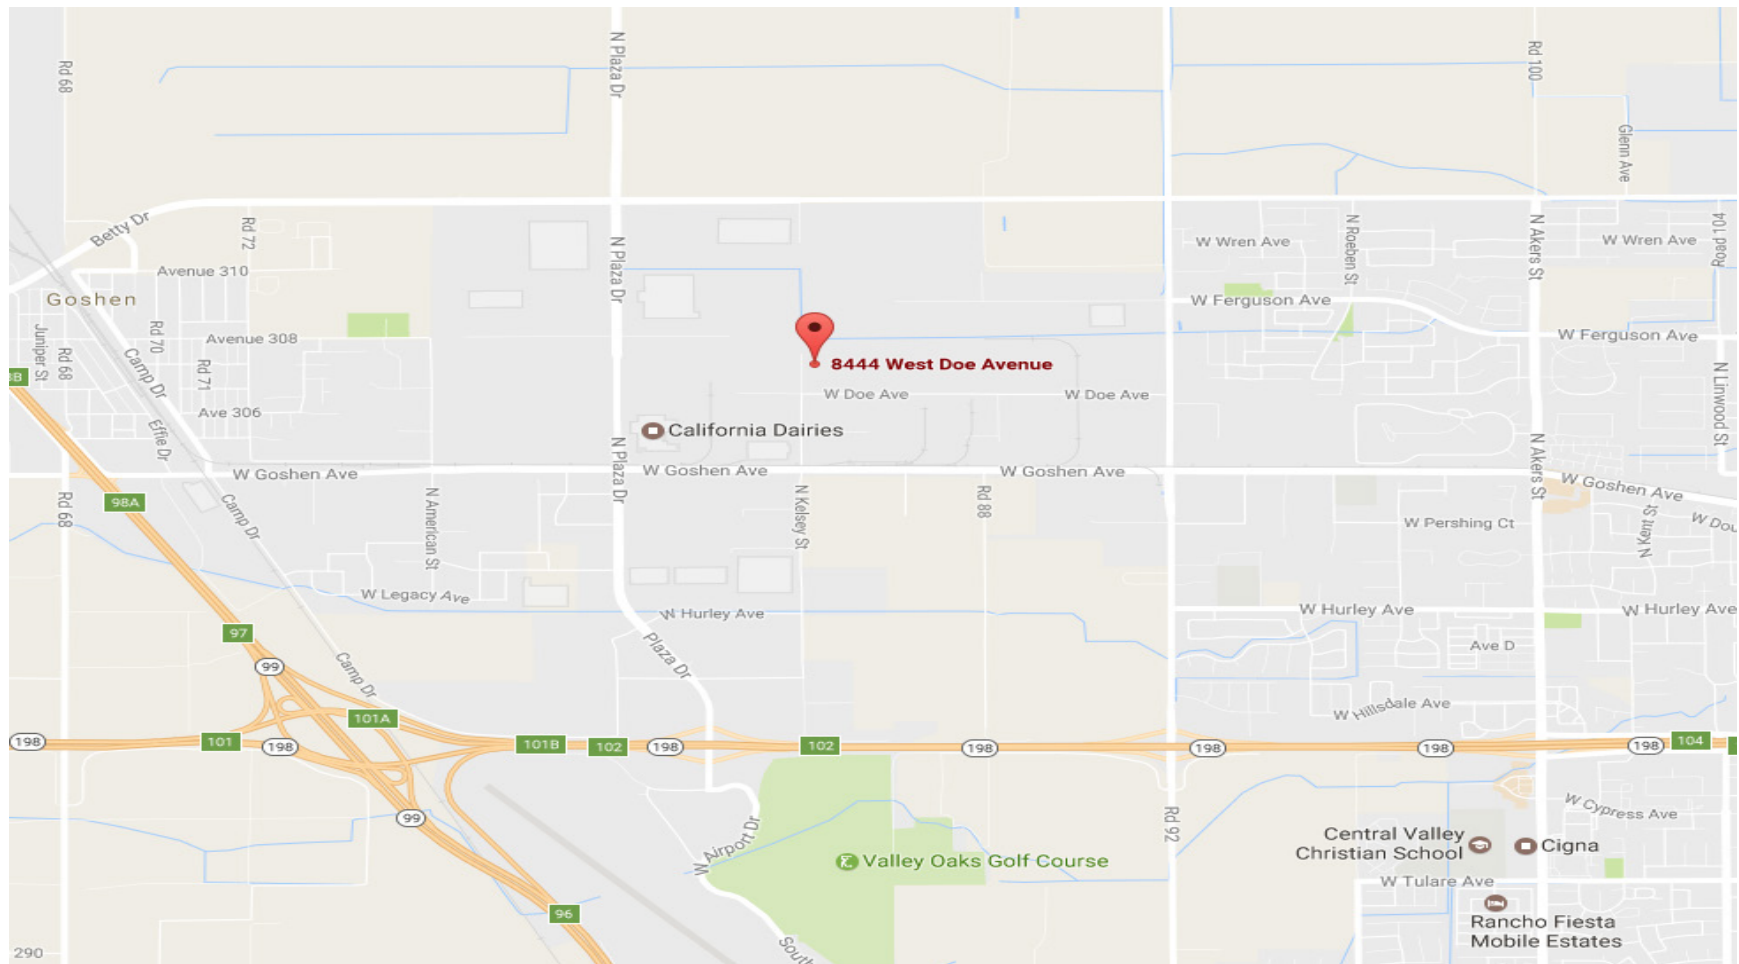 Rd 68
N Plaza Dr
Rd 100
Glenn Ave
Betty Dr
Rd 72
N Plaza Dr
N Roeben St
N Akers St
Road 104
W Wren Ave
W Wren Ave
Avenue 310
Goshen
W Ferguson Ave
W Ferguson Ave
Juniper St
Rd 68
Rd 70
Avenue 308
Camp Dr
Rd 71
8444 West Doe Avenue
N Linwood St
3B
W Doe Ave
W Doe Ave
Ave 306
Effie Dr
California Dairies
N Plaza Dr
N Akers St
W Goshen Ave
W Goshen Ave
W Goshen Ave
W Goshen Ave
98A
Rd 68
Camp Dr
N American St
N Kelsey St
Rd 88
W Pershing Ct
N Kent St
W Dou
W Legacy Ave
W Hurley Ave
W Hurley Ave
W Hurley Ave
97
Plaza Dr
Ave D
99
Camp Dr
W Hillsdale Ave
101A
198
101
198
101B
102
198
102
198
198
198
198
104
99
W Airport Dr
Rd 92
W Cypress Ave
Central Valley
Christian School
Cigna
Valley Oaks Golf Course
W Tulare Ave
96
Rancho Fiesta
Mobile Estates
290
South